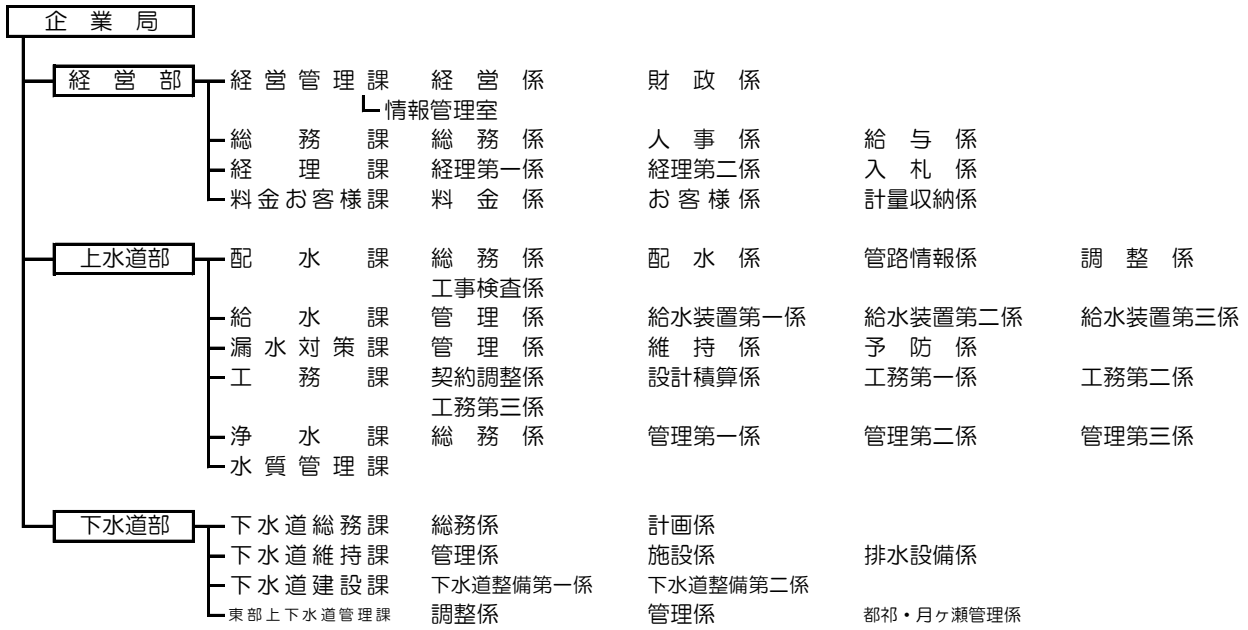 企業局
経営部 経営管理課 経営係 財政係
情報管理室
総務課 総務係 人事係 給与係
経理課 経理第一係 経理第二係 入札係
料金お客様課 料金係 お客様係 計量収納係
上水道部 配水課 総務係 配水係 管路情報係 調整係
工事検査係
給水課 管理係 給水装置第一係 給水装置第二係 給水装置第三係
漏水対策課 管理係 維持係 予防係
工務課 契約調整係 設計積算係 工務第一係 工務第二係
工務第三係
浄水課 総務係 管理第一係 管理第二係 管理第三係
水質管理課
下水道部 下水道総務課 総務係 計画係
下水道維持課 管理係 施設係 排水設備係
下水道建設課 下水道整備第一係 下水道整備第二係
東部上下水道管理課 調整係 管理係 都祁・月ヶ瀬管理係